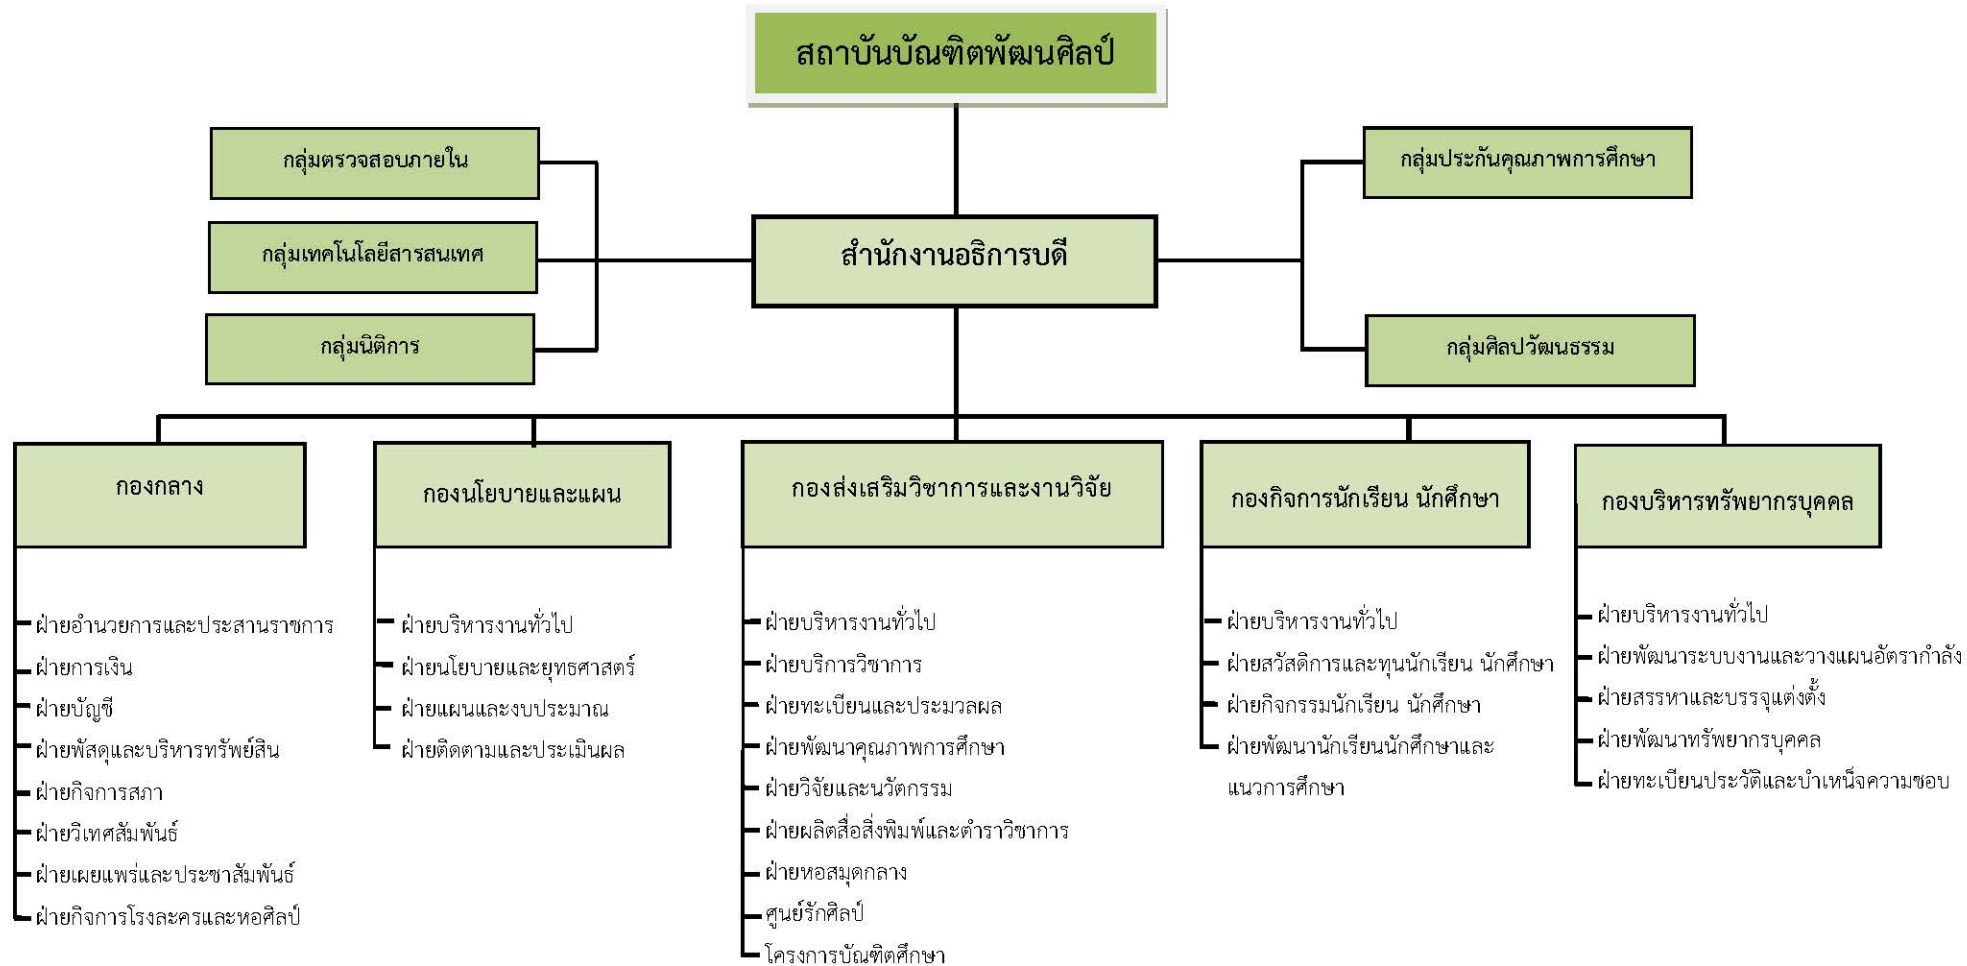 สถาบันบัณฑิตพัฒนศิลป์
กลุ่มตรวจสอบภายใน
กลุ่มเทคโนโลยีสารสนเทศ
กลุ่มนิติการ
สำนักงานอธิการบดี
กลุ่มประกันคุณภาพการศึกษา
กลุ่มศิลปวัฒนธรรม
กองกลาง
ฝ่ายอำนวยการและประสานราชการ
ฝ่ายการเงิน
ฝ่ายบัญชี
ฝ่ายพัสดุและบริหารทรัพย์สิน
ฝ่ายกิจการสภา
ฝ่ายวิเทศสัมพันธ์
ฝ่ายเผยแพร่และประชาสัมพันธ์
ฝ่ายกิจการโรงละครและหอศิลป์
กองนโยบายและแผน
ฝ่ายบริหารงานทั่วไป
ฝ่ายนโยบายและยุทธศาสตร์
ฝ่ายแผนและงบประมาณ
ฝ่ายติดตามและประเมินผล
กองส่งเสริมวิชาการและงานวิจัย
ฝ่ายบริหารงานทั่วไป
ฝ่ายบริการวิชาการ
ฝ่ายทะเบียนและประมวลผล
ฝ่ายพัฒนาคุณภาพการศึกษา
ฝ่ายวิจัยและนวัตกรรม
ฝ่ายผลิตสื่อสิ่งพิมพ์และตำราวิชาการ
ฝ่ายหอสมุดกลาง
ศูนย์รักศิลป์
โครงการบัณฑิตศึกษา
กองกิจการนักเรียน นักศึกษา
ฝ่ายบริหารงานทั่วไป
ฝ่ายสวัสดิการและทุนนักเรียน นักศึกษา
ฝ่ายกิจกรรมนักเรียน นักศึกษา
ฝ่ายพัฒนานักเรียนนักศึกษาและ
แนวการศึกษา
กองบริหารทรัพยากรบุคคล
ฝ่ายบริหารงานทั่วไป
ฝ่ายพัฒนาระบบงานและวางแผนอัตรากำลัง
ฝ่ายสรรหาและบรรจุแต่งตั้ง
ฝ่ายพัฒนาทรัพยากรบุคคล
ฝ่ายทะเบียนประวัติและบำเหน็จความชอบ